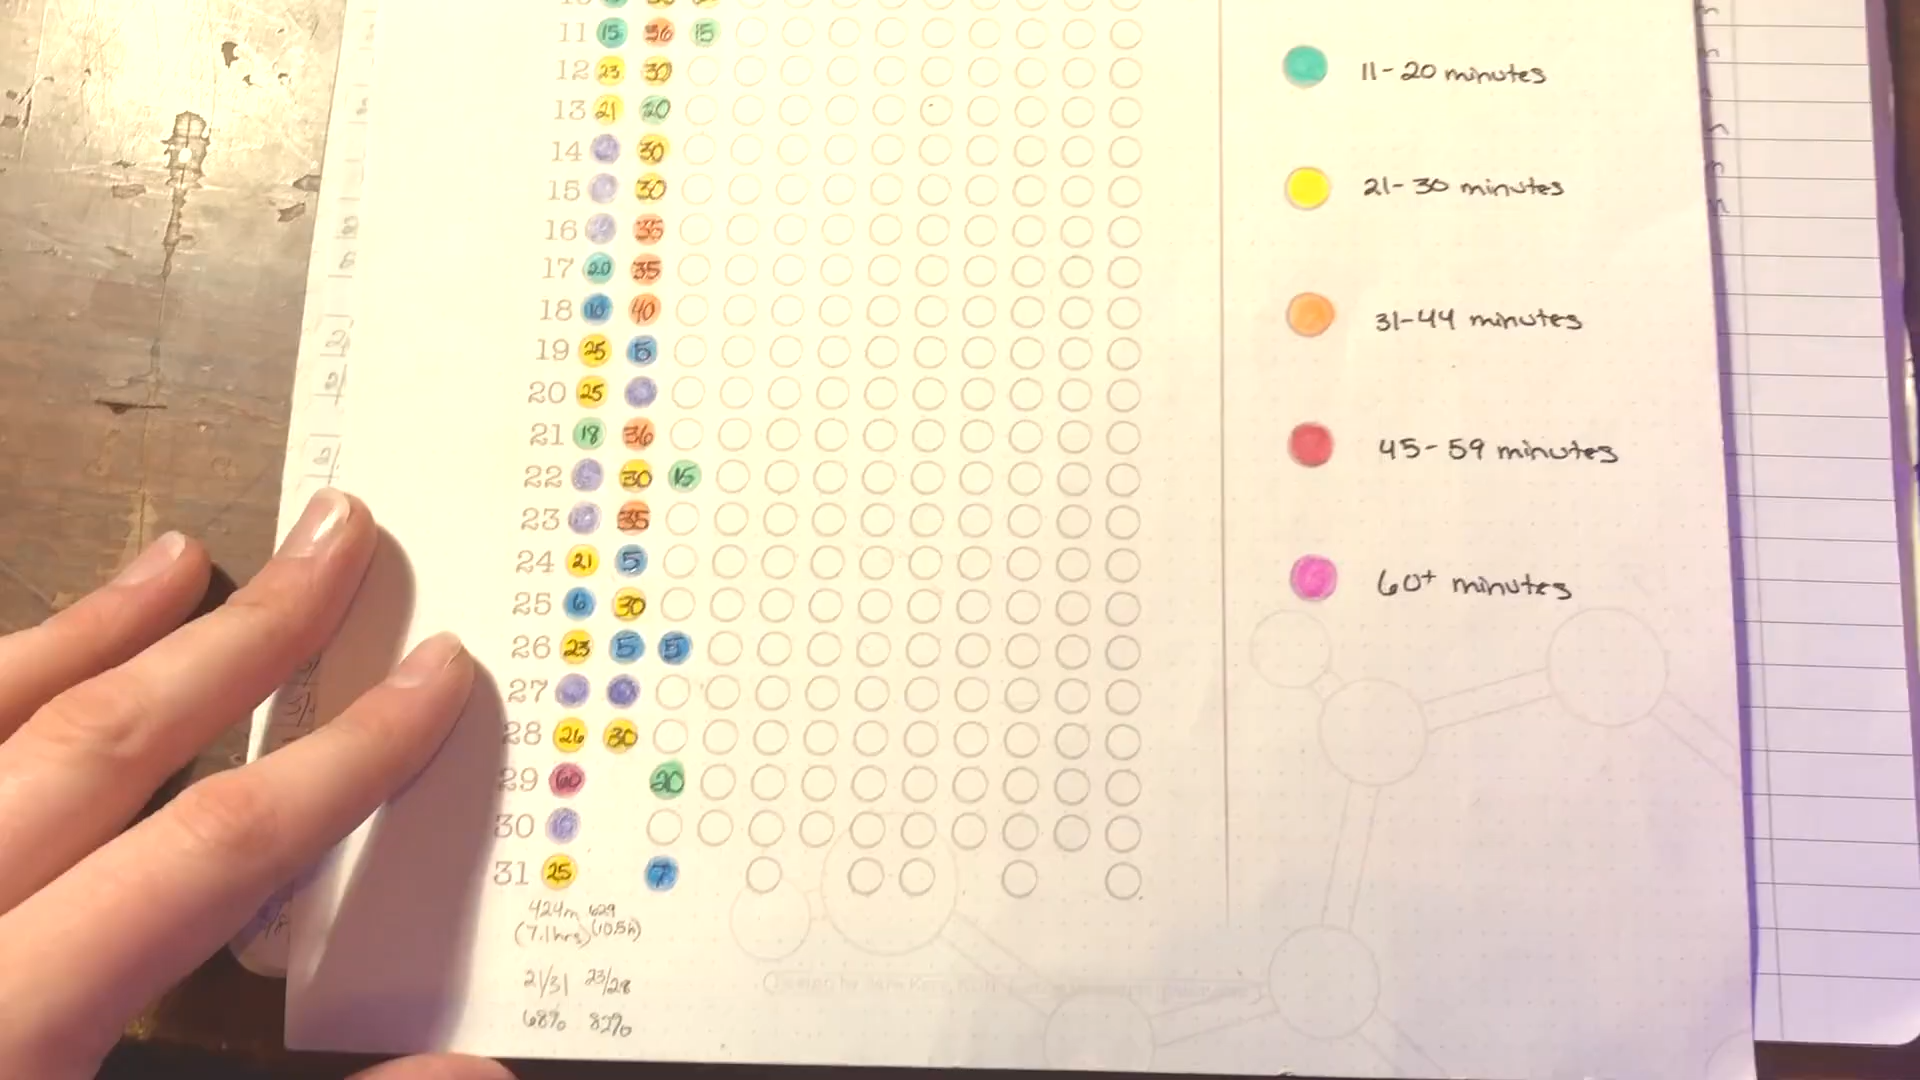 11 15 36 15
11-20 minutes
12 23 30
13 21 20
14 30
15 30
21-30 minutes
16 35
17 20 35
18 10 40
31-44 minutes
19 25 5
20 25
21 18 36
45-59 minutes
22 30 15
23 35
24 21 5
60+ minutes
25 6 30
26 23 5 5
27
28 26 30
29 60 20
30
31 25 7
424m 629
(7.1hrs) (10.5h)
21/31 23/28
68% 82%